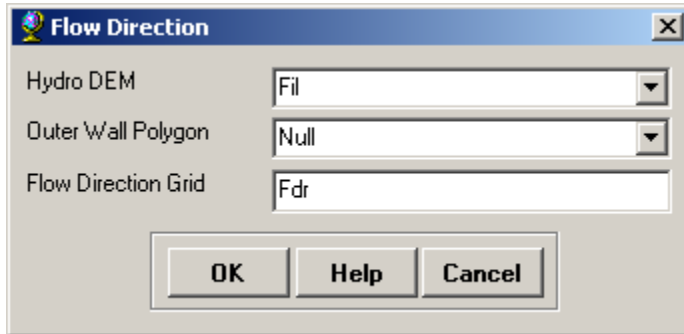 Flow Direction
Hydro DEM Fil
Outer Wall Polygon Null
Flow Direction Grid Fdr
OK Help Cancel